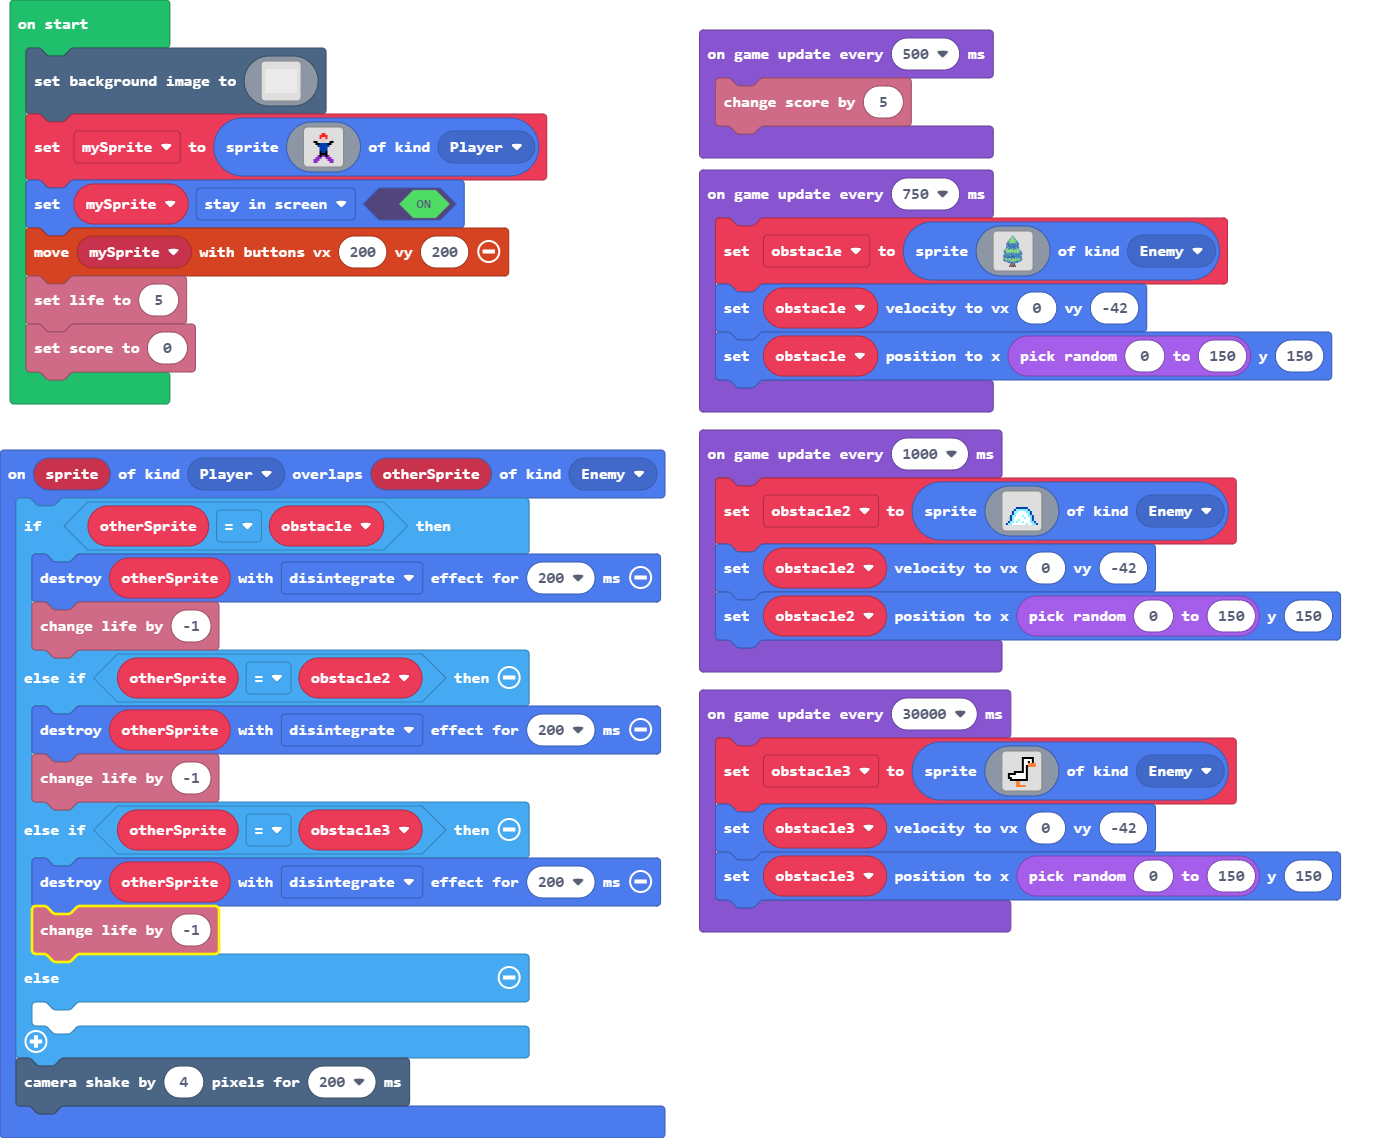 on start
set background image to
set mySprite to sprite of kind Player
set mySprite stay in screen ON
move mySprite with buttons vx 200 vy 200
set life to 5
set score to 0
on sprite of kind Player overlaps otherSprite of kind Enemy
if otherSprite = obstacle then
destroy otherSprite with disintegrate effect for 200 ms
change life by -1
else if otherSprite = obstacle2 then
destroy otherSprite with disintegrate effect for 200 ms
change life by -1
else if otherSprite = obstacle3 then
destroy otherSprite with disintegrate effect for 200 ms
change life by -1
else
camera shake by 4 pixels for 200 ms
on game update every 500 ms
change score by 5
on game update every 750 ms
set obstacle to sprite of kind Enemy
set obstacle velocity to vx 0 vy -42
set obstacle position to x pick random 0 to 150 y 150
on game update every 1000 ms
set obstacle2 to sprite of kind Enemy
set obstacle2 velocity to vx 0 vy -42
set obstacle2 position to x pick random 0 to 150 y 150
on game update every 30000 ms
set obstacle3 to sprite of kind Enemy
set obstacle3 velocity to vx 0 vy -42
set obstacle3 position to x pick random 0 to 150 y 150